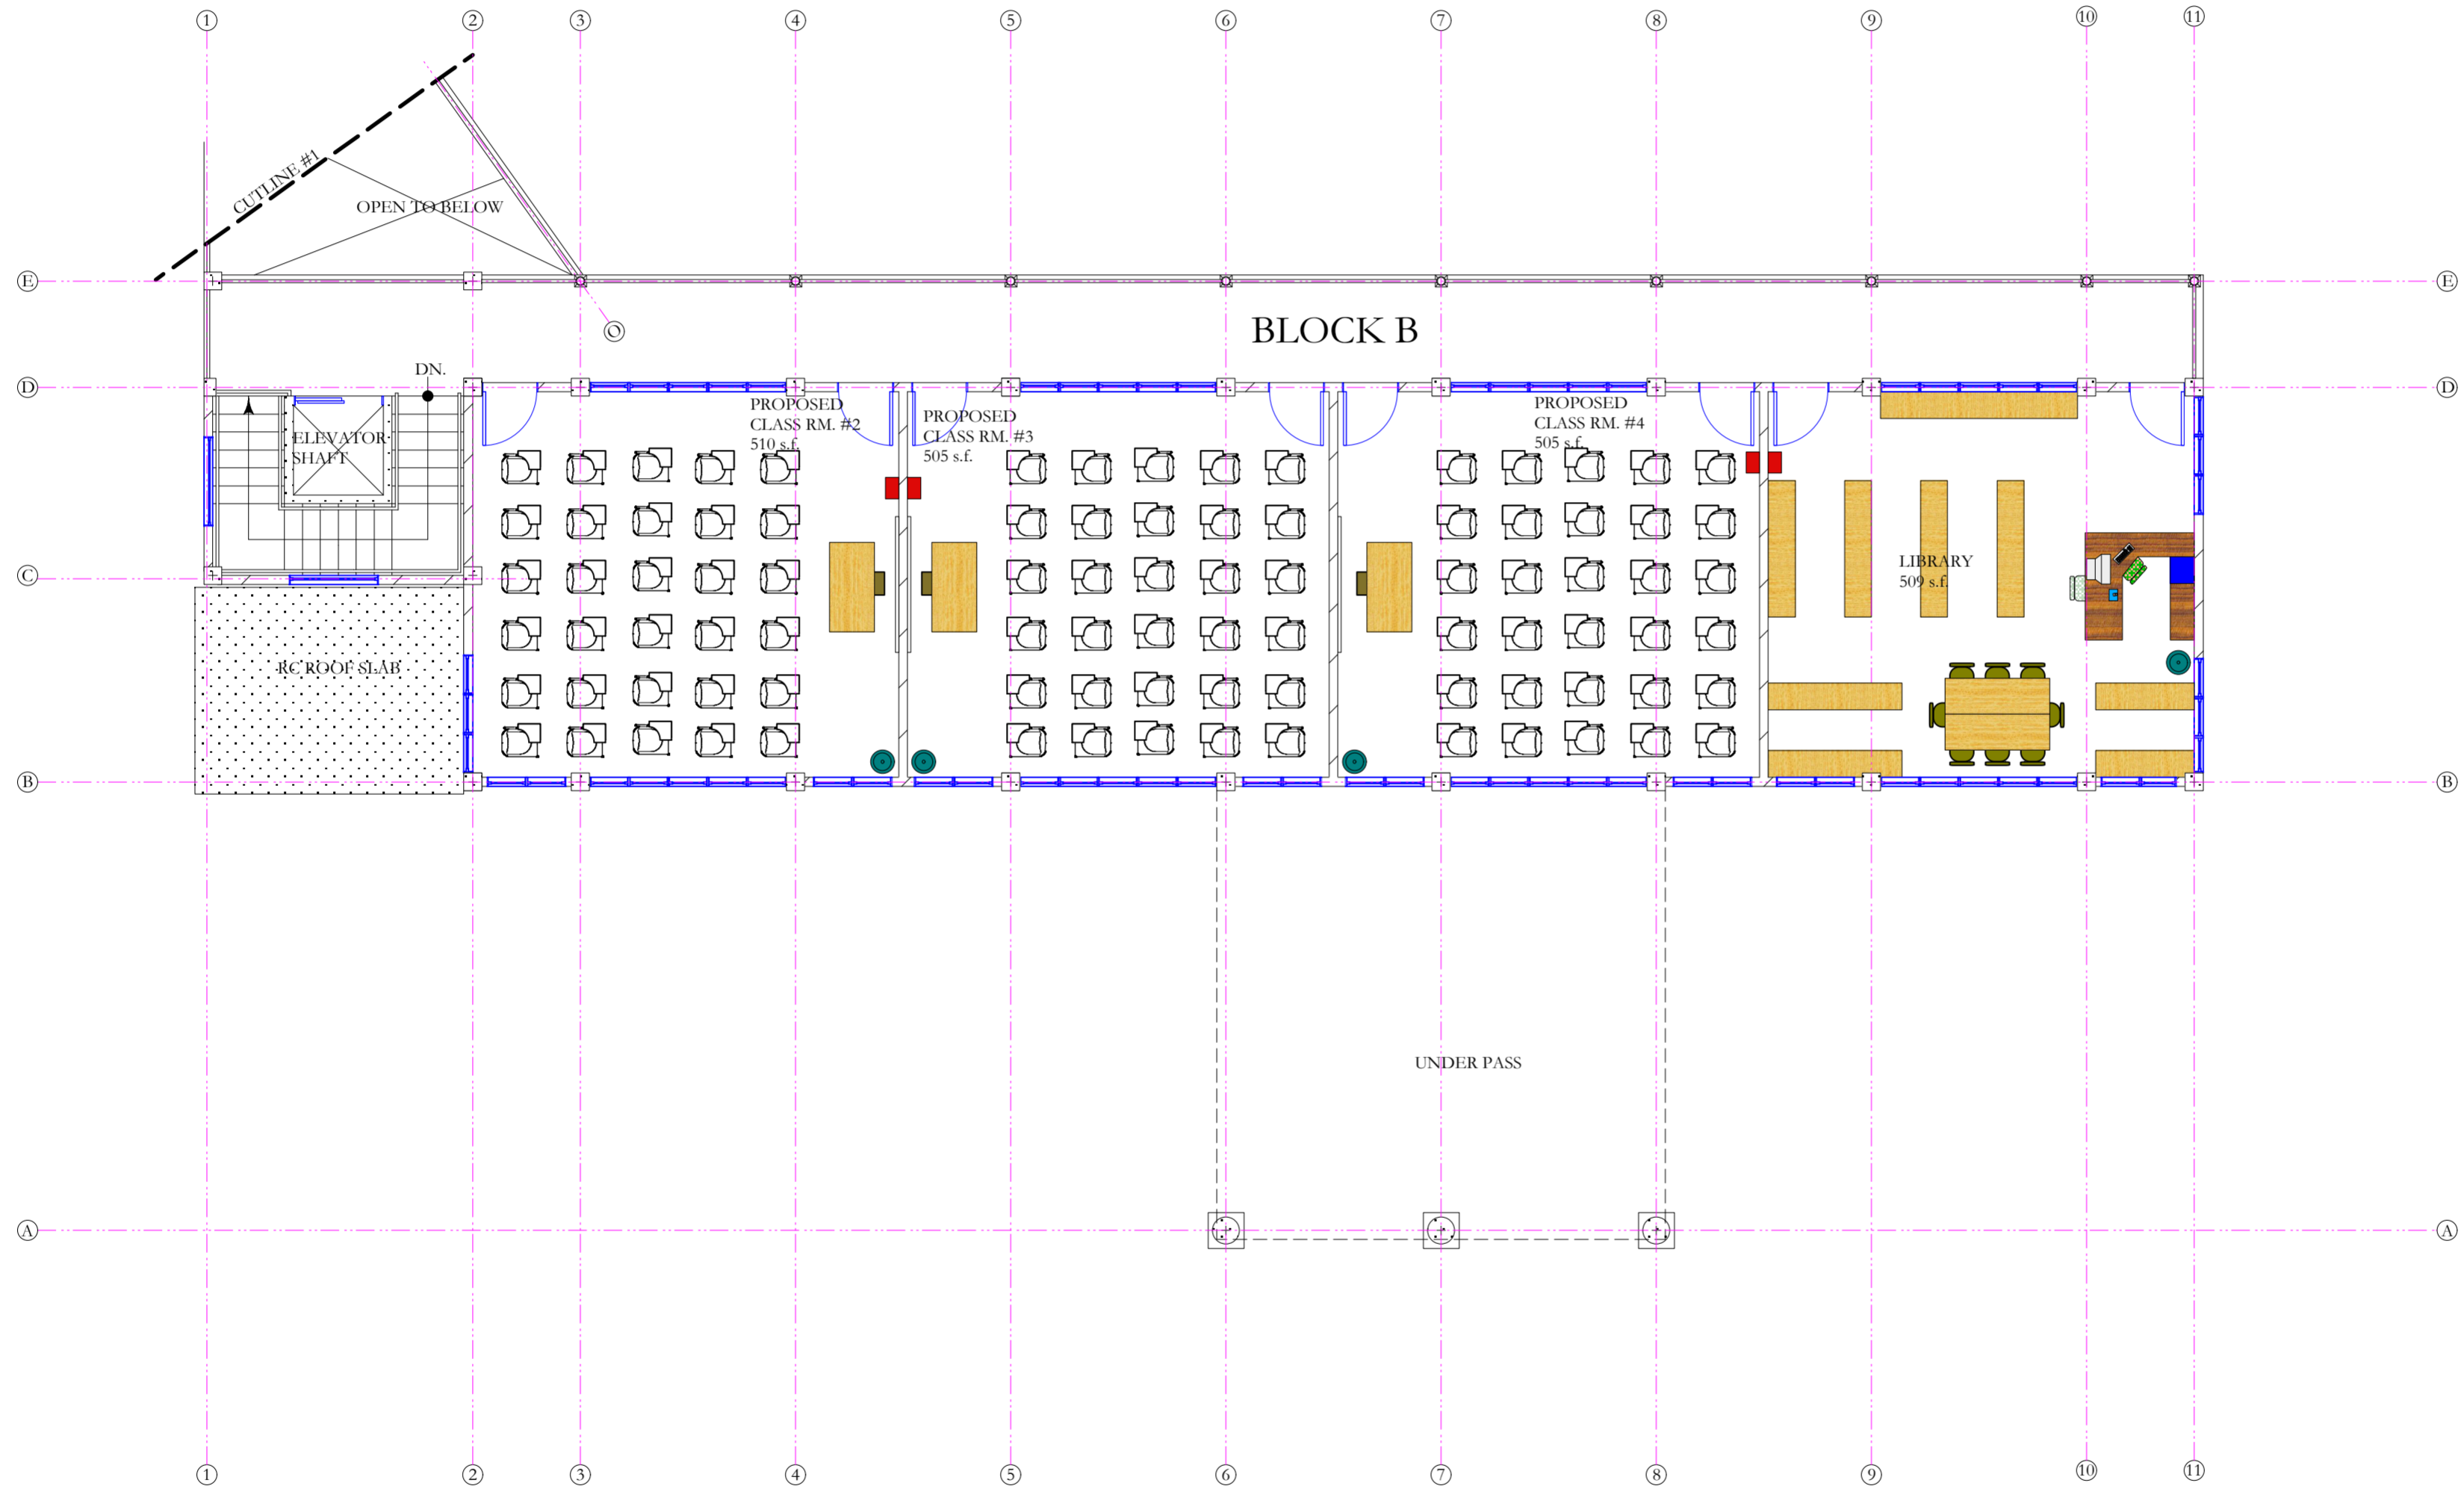 1 2 3 4 5 6 7 8 9 10 11
CUTLINE #1
OPEN TO BELOW
E E
O
BLOCK B
DN.
D D
PROPOSED
CLASS RM. #2
510 s.f.
PROPOSED
CLASS RM. #3
505 s.f.
PROPOSED
CLASS RM. #4
505 s.f.
ELEVATOR
SHAFT
LIBRARY
509 s.f.
C
RC ROOF SLAB
B B
UNDER PASS
A A
1 2 3 4 5 6 7 8 9 10 11